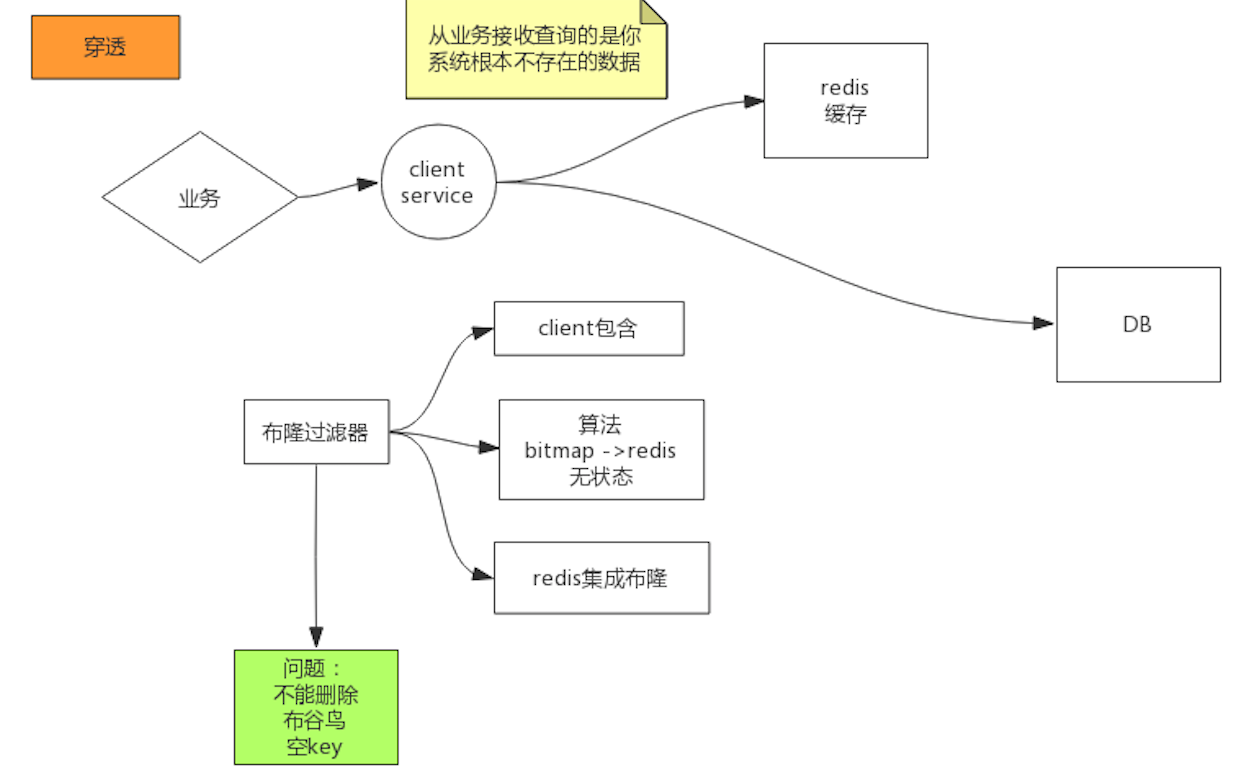 穿透
从业务接收查询的是你
系统根本不存在的数据
redis
缓存
业务
client
service
DB
client包含
布隆过滤器
算法
bitmap ->redis
无状态
redis集成布隆
问题：
不能删除
布谷鸟
空key